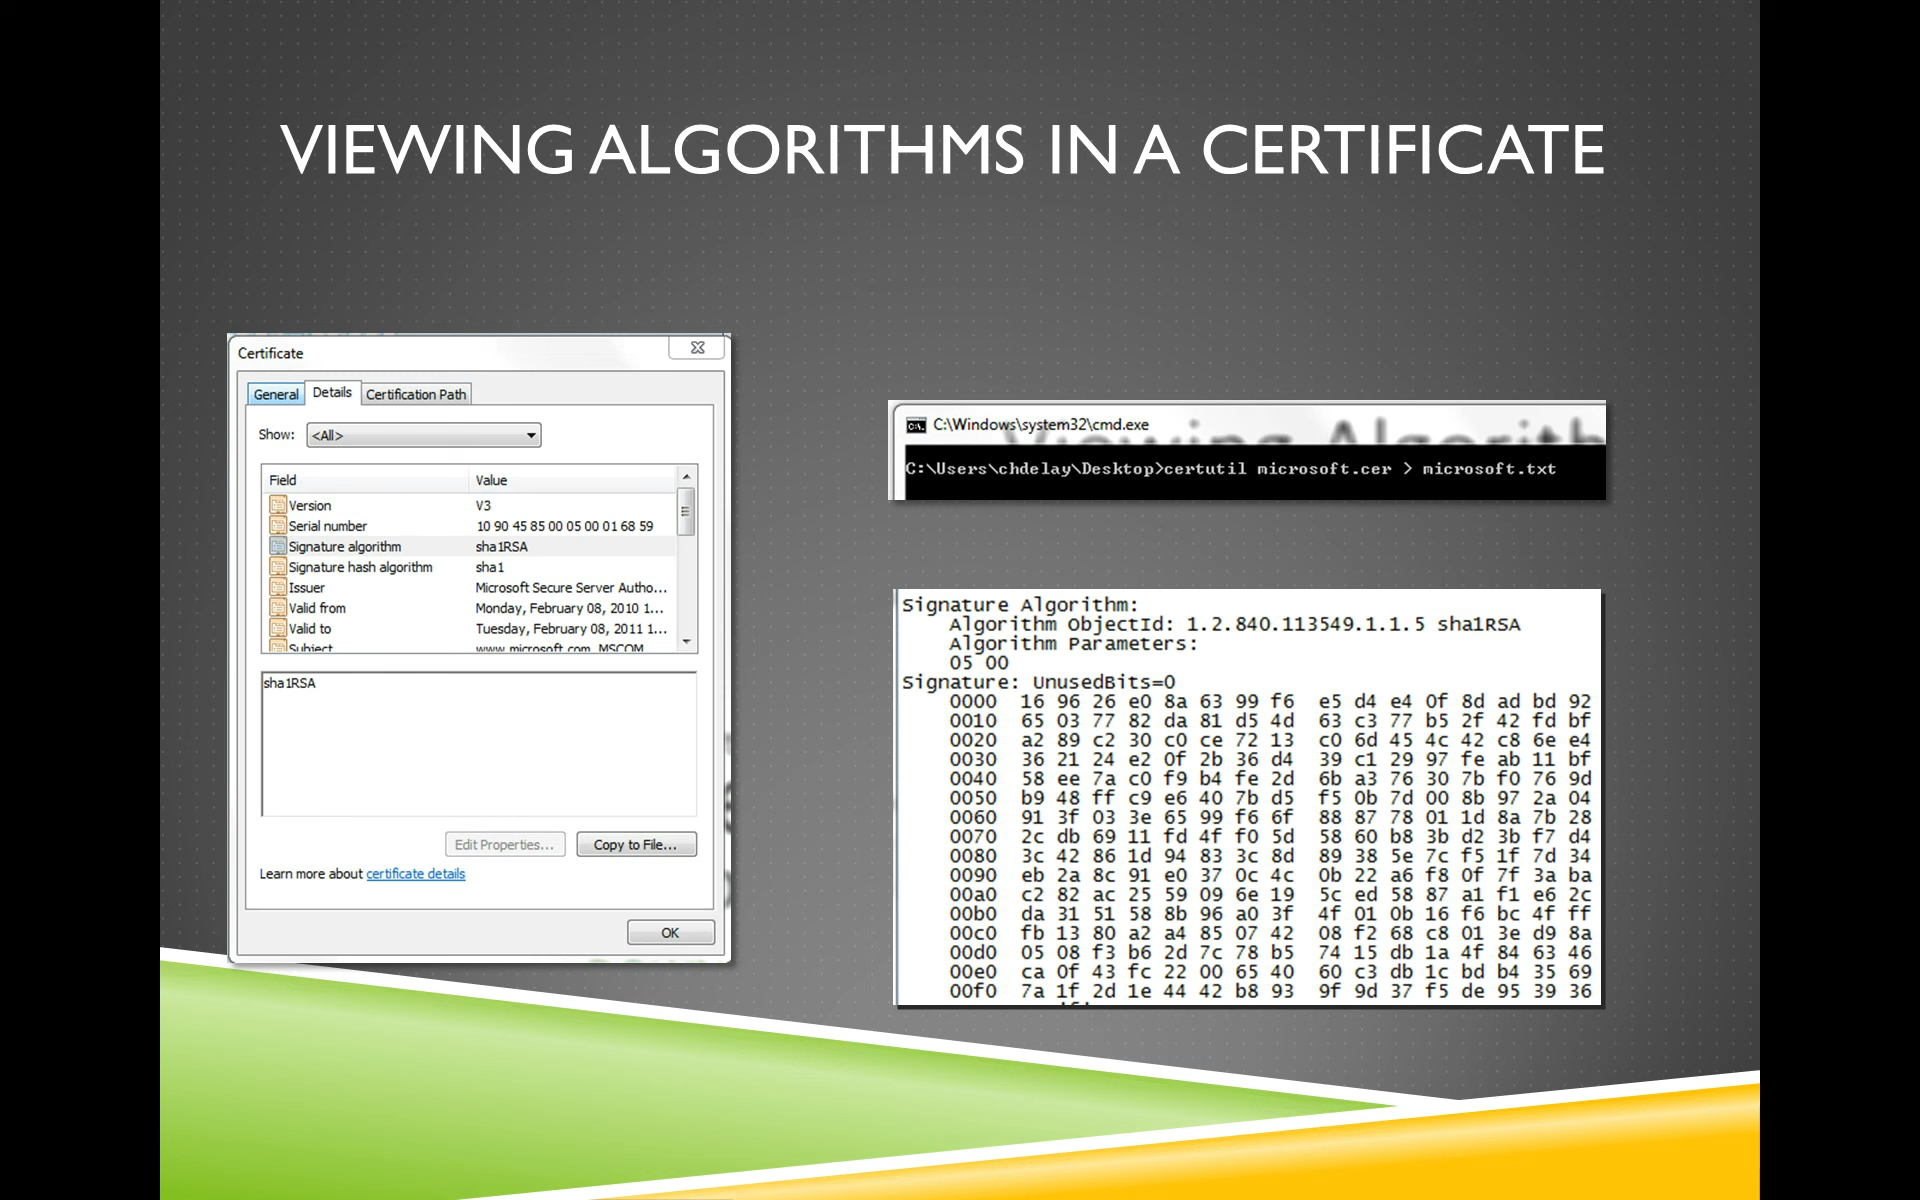 VIEWING ALGORITHMS IN A CERTIFICATE
Certificate
General Details Certification Path
Show: <All>
Field Value
Version V3
Serial number 10 90 45 85 00 05 00 01 68 59
Signature algorithm sha1RSA
Signature hash algorithm sha1
Issuer Microsoft Secure Server Autho...
Valid from Monday, February 08, 2010 1...
Valid to Tuesday, February 08, 2011 1...
Subject www.microsoft.com, MSCOM
sha1RSA
Edit Properties... Copy to File...
Learn more about certificate details
OK
C:\Windows\system32\cmd.exe
Viewing Algorith
C:\Users\chdelay\Desktop>certutil microsoft.cer > microsoft.txt
Signature Algorithm:
Algorithm ObjectId: 1.2.840.113549.1.1.5 sha1RSA
Algorithm Parameters:
05 00
Signature: UnusedBits=0
0000 16 96 26 e0 8a 63 99 f6 e5 d4 e4 0f 8d ad bd 92
0010 65 03 77 82 da 81 d5 4d 63 c3 77 b5 2f 42 fd bf
0020 a2 89 c2 30 c0 ce 72 13 c0 6d 45 4c 42 c8 6e e4
0030 36 21 24 e2 0f 2b 36 d4 39 c1 29 97 fe ab 11 bf
0040 58 ee 7a c0 f9 b4 fe 2d 6b a3 76 30 7b f0 76 9d
0050 b9 48 ff c9 e6 40 7b d5 f5 0b 7d 00 8b 97 2a 04
0060 91 3f 03 3e 65 99 f6 6f 88 87 78 01 1d 8a 7b 28
0070 2c db 69 11 fd 4f f0 5d 58 60 b8 3b d2 3b f7 d4
0080 3c 42 86 1d 94 83 3c 8d 89 38 5e 7c f5 1f 7d 34
0090 eb 2a 8c 91 e0 37 0c 4c 0b 22 a6 f8 0f 7f 3a ba
00a0 c2 82 ac 25 59 09 6e 19 5c ed 58 87 a1 f1 e6 2c
00b0 da 31 51 58 8b 96 a0 3f 4f 01 0b 16 f6 bc 4f ff
00c0 fb 13 80 a2 a4 85 07 42 08 f2 68 c8 01 3e d9 8a
00d0 05 08 f3 b6 2d 7c 78 b5 74 15 db 1a 4f 84 63 46
00e0 ca 0f 43 fc 22 00 65 40 60 c3 db 1c bd b4 35 69
00f0 7a 1f 2d 1e 44 42 b8 93 9f 9d 37 f5 de 95 39 36